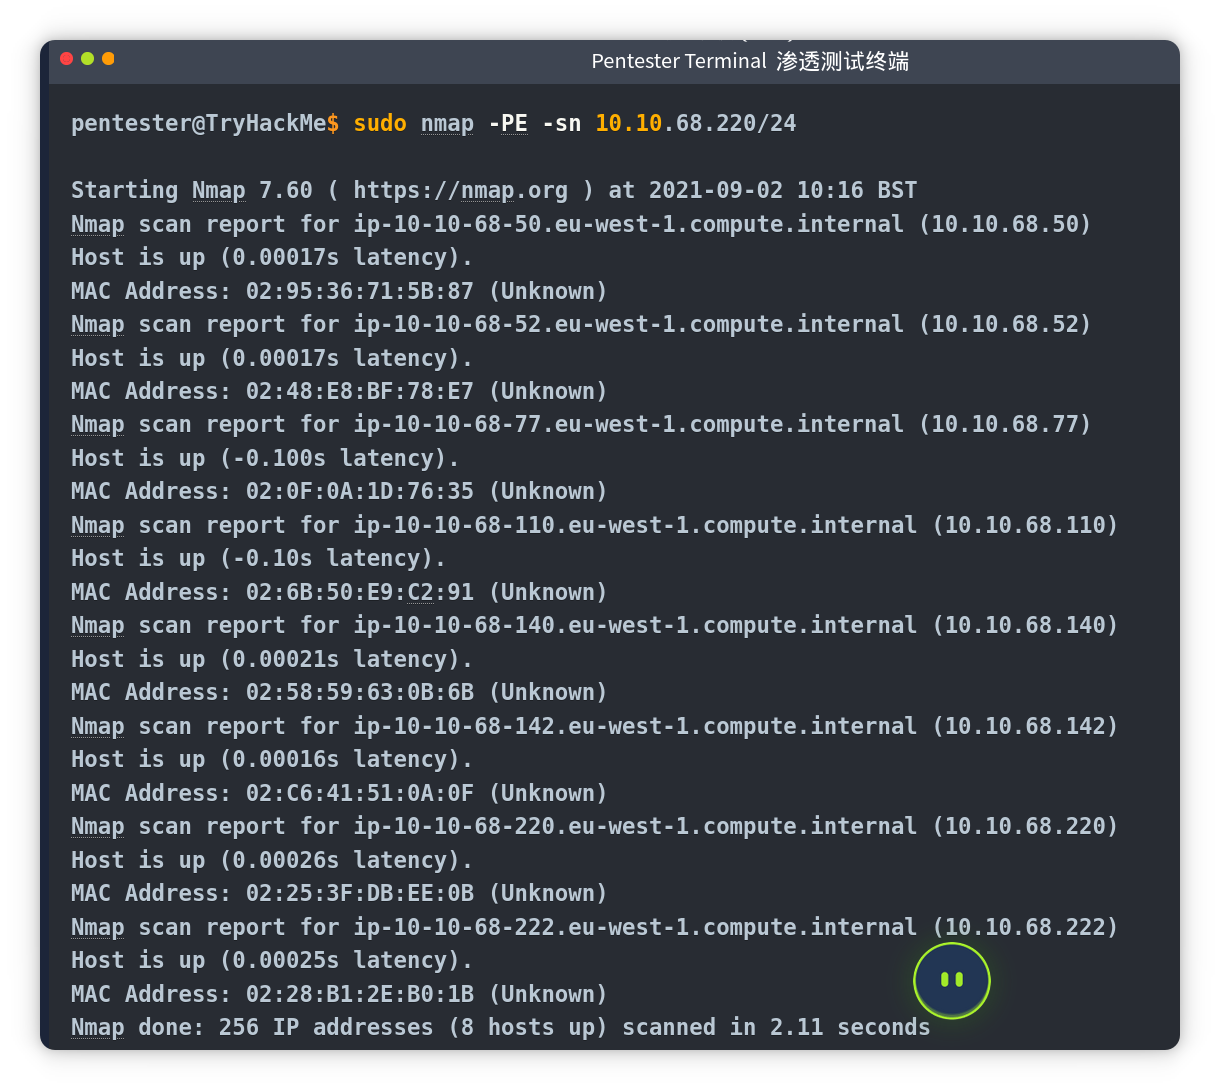 Pentester Terminal 渗透测试终端
pentester@TryHackMe$ sudo nmap -PE -sn 10.10.68.220/24
Starting Nmap 7.60 ( https://nmap.org ) at 2021-09-02 10:16 BST
Nmap scan report for ip-10-10-68-50.eu-west-1.compute.internal (10.10.68.50)
Host is up (0.00017s latency).
MAC Address: 02:95:36:71:5B:87 (Unknown)
Nmap scan report for ip-10-10-68-52.eu-west-1.compute.internal (10.10.68.52)
Host is up (0.00017s latency).
MAC Address: 02:48:E8:BF:78:E7 (Unknown)
Nmap scan report for ip-10-10-68-77.eu-west-1.compute.internal (10.10.68.77)
Host is up (-0.100s latency).
MAC Address: 02:0F:0A:1D:76:35 (Unknown)
Nmap scan report for ip-10-10-68-110.eu-west-1.compute.internal (10.10.68.110)
Host is up (-0.10s latency).
MAC Address: 02:6B:50:E9:C2:91 (Unknown)
Nmap scan report for ip-10-10-68-140.eu-west-1.compute.internal (10.10.68.140)
Host is up (0.00021s latency).
MAC Address: 02:58:59:63:0B:6B (Unknown)
Nmap scan report for ip-10-10-68-142.eu-west-1.compute.internal (10.10.68.142)
Host is up (0.00016s latency).
MAC Address: 02:C6:41:51:0A:0F (Unknown)
Nmap scan report for ip-10-10-68-220.eu-west-1.compute.internal (10.10.68.220)
Host is up (0.00026s latency).
MAC Address: 02:25:3F:DB:EE:0B (Unknown)
Nmap scan report for ip-10-10-68-222.eu-west-1.compute.internal (10.10.68.222)
Host is up (0.00025s latency).
MAC Address: 02:28:B1:2E:B0:1B (Unknown)
Nmap done: 256 IP addresses (8 hosts up) scanned in 2.11 seconds